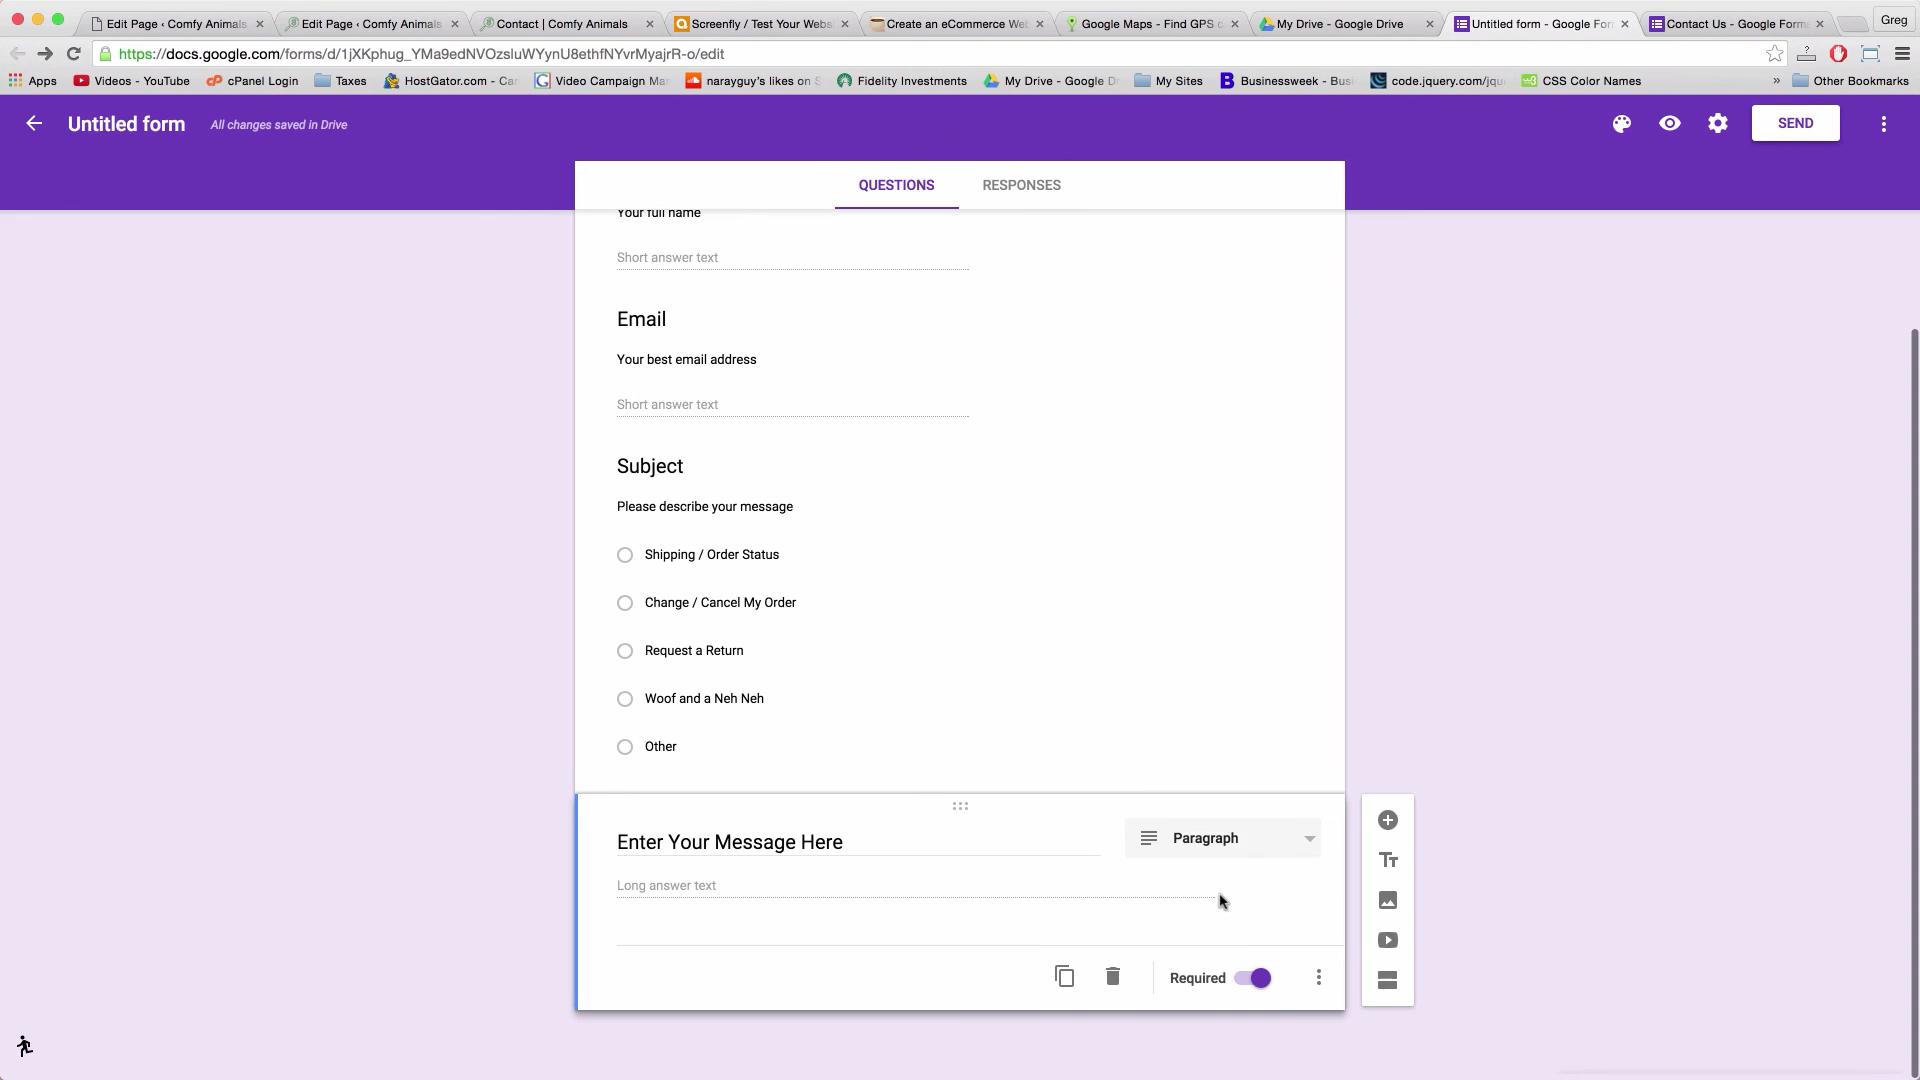 Edit Page ‹ Comfy Animals
Edit Page ‹ Comfy Animals
Contact | Comfy Animals
Screenfly / Test Your Webs
Create an eCommerce Web
Google Maps - Find GPS c
My Drive - Google Drive
Untitled form - Google For
Contact Us - Google Forms
Greg
https://docs.google.com/forms/d/1jXKphug_YMa9edNVOzsluWYynU8ethfNYvrMyajrR-o/edit
Apps
Videos - YouTube
cPanel Login
Taxes
HostGator.com - Ca
Video Campaign Ma
narayguy's likes on S
Fidelity Investments
My Drive - Google D
My Sites
Businessweek - Bus
code.jquery.com/jqu
CSS Color Names
»
Other Bookmarks
Untitled form
All changes saved in Drive
SEND
QUESTIONS
RESPONSES
Your full name
Short answer text
Email
Your best email address
Short answer text
Subject
Please describe your message
Shipping / Order Status
Change / Cancel My Order
Request a Return
Woof and a Neh Neh
Other
Enter Your Message Here
Paragraph
Long answer text
Required